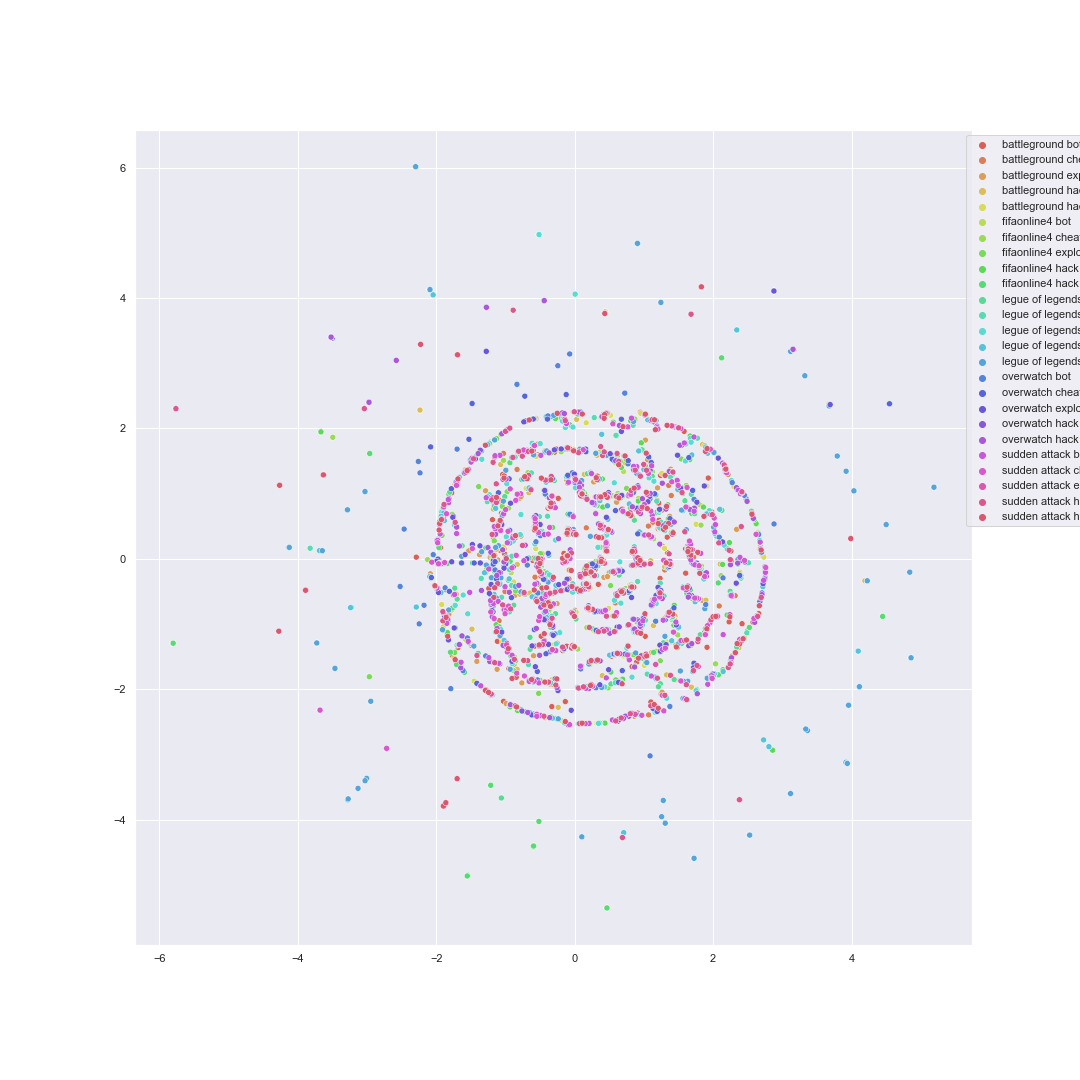 6
4
2
0
−2
−4
−6
−4
−2
0
2
4
battleground bot
battleground che
battleground exp
battleground hac
battleground hac
fifaonline4 bot
fifaonline4 chea
fifaonline4 explo
fifaonline4 hack
fifaonline4 hack
legue of legends
legue of legends
legue of legends
legue of legends
legue of legends
overwatch bot
overwatch cheat
overwatch explo
overwatch hack
overwatch hack
sudden attack b
sudden attack cl
sudden attack e
sudden attack h
sudden attack h